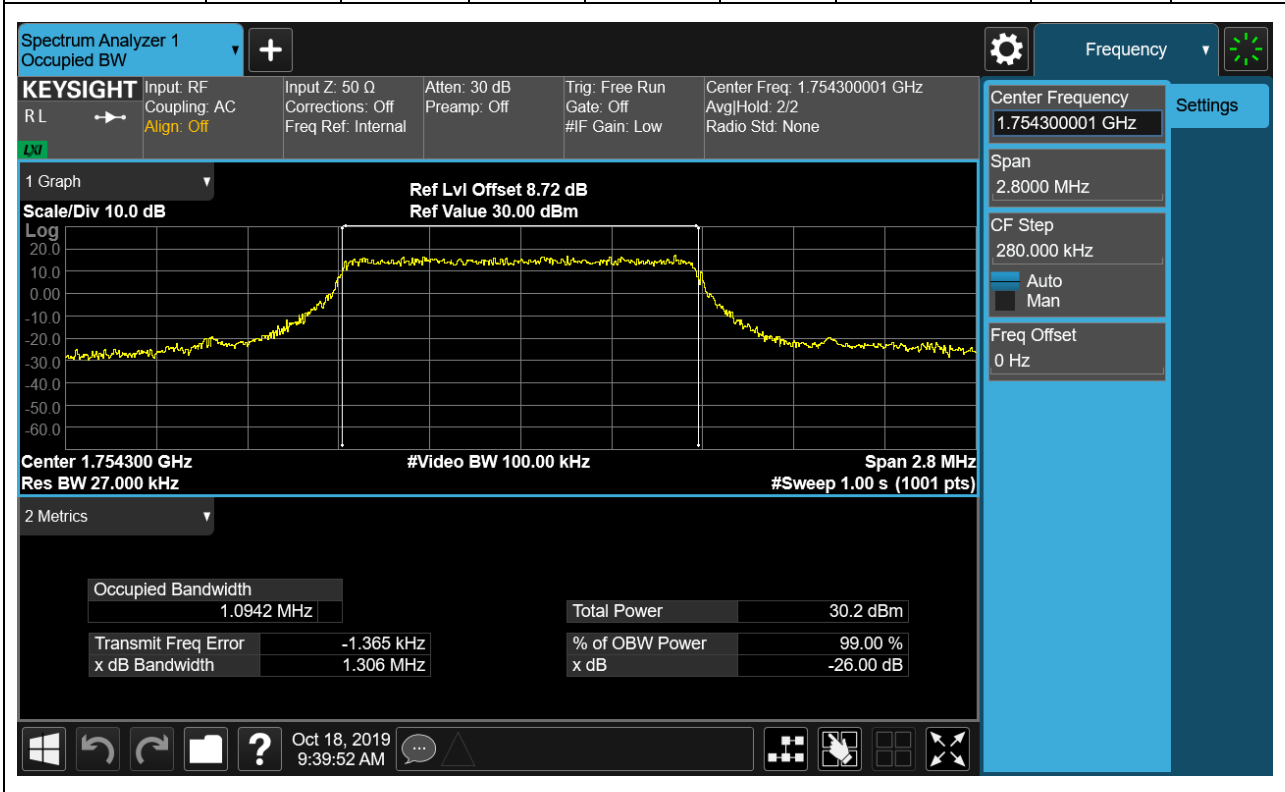 Spectrum Analyzer 1
Occupied BW
Frequency
KEYSIGHT
R L
LXI
Input: RF
Coupling: AC
Align: Off
Input Z: 50 Ω
Corrections: Off
Freq Ref: Internal
Atten: 30 dB
Preamp: Off
Trig: Free Run
Gate: Off
#IF Gain: Low
Center Freq: 1.754300001 GHz
Avg|Hold: 2/2
Radio Std: None
Center Frequency
1.754300001 GHz
Settings
Span
2.8000 MHz
CF Step
280.000 kHz
Auto
Man
Freq Offset
0 Hz
1 Graph
Scale/Div 10.0 dB
Ref Lvl Offset 8.72 dB
Ref Value 30.00 dBm
Log
20.0
10.0
0.00
-10.0
-20.0
-30.0
-40.0
-50.0
-60.0
Center 1.754300 GHz
#Video BW 100.00 kHz
Span 2.8 MHz
Res BW 27.000 kHz
#Sweep 1.00 s (1001 pts)
2 Metrics
Occupied Bandwidth
1.0942 MHz
Total Power 30.2 dBm
Transmit Freq Error -1.365 kHz
% of OBW Power 99.00 %
x dB Bandwidth 1.306 MHz
x dB -26.00 dB
?
Oct 18, 2019
9:39:52 AM